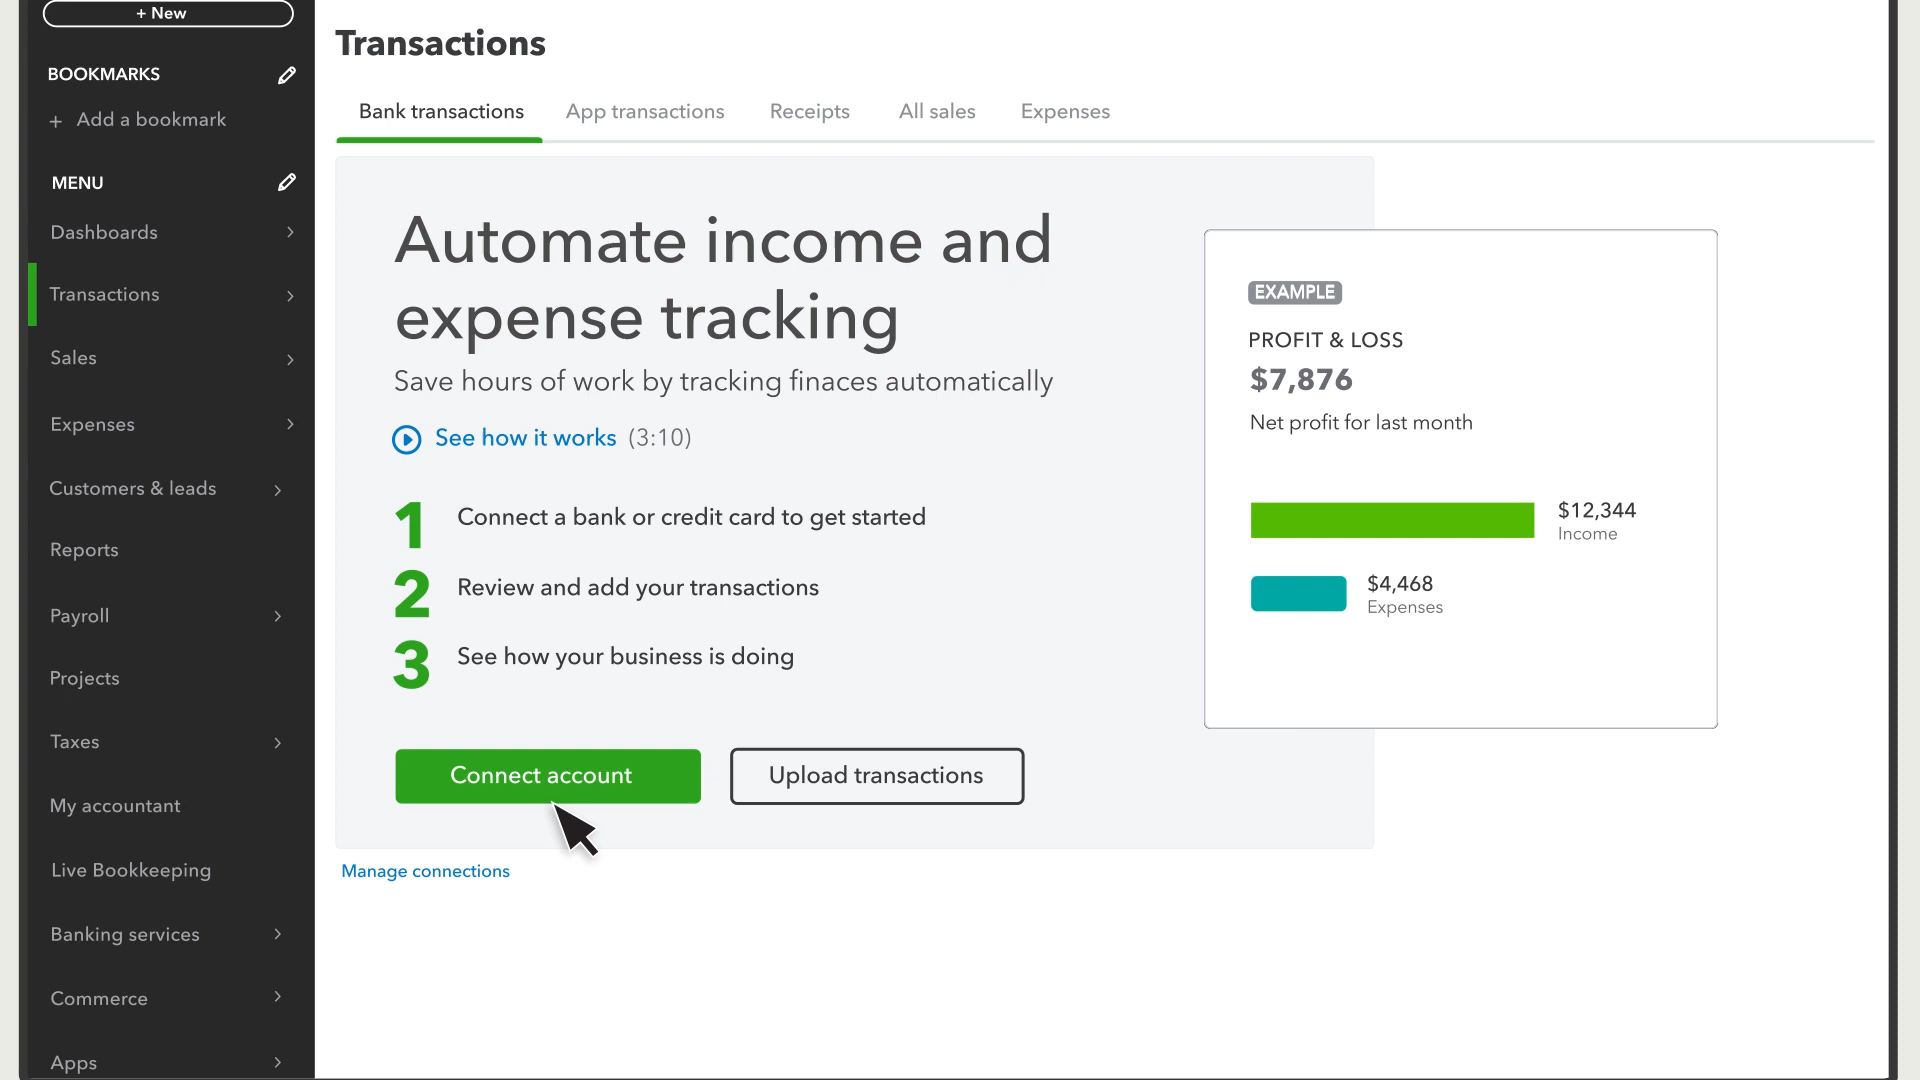 + New
BOOKMARKS
+ Add a bookmark
MENU
Dashboards
Transactions
Sales
Expenses
Customers & leads
Reports
Payroll
Projects
Taxes
My accountant
Live Bookkeeping
Banking services
Commerce
Apps
Transactions
Bank transactions App transactions Receipts All sales Expenses
Automate income and
expense tracking
Save hours of work by tracking finaces automatically
See how it works (3:10)
1 Connect a bank or credit card to get started
2 Review and add your transactions
3 See how your business is doing
Connect account Upload transactions
Manage connections
EXAMPLE
PROFIT & LOSS
$7,876
Net profit for last month
$12,344
Income
$4,468
Expenses